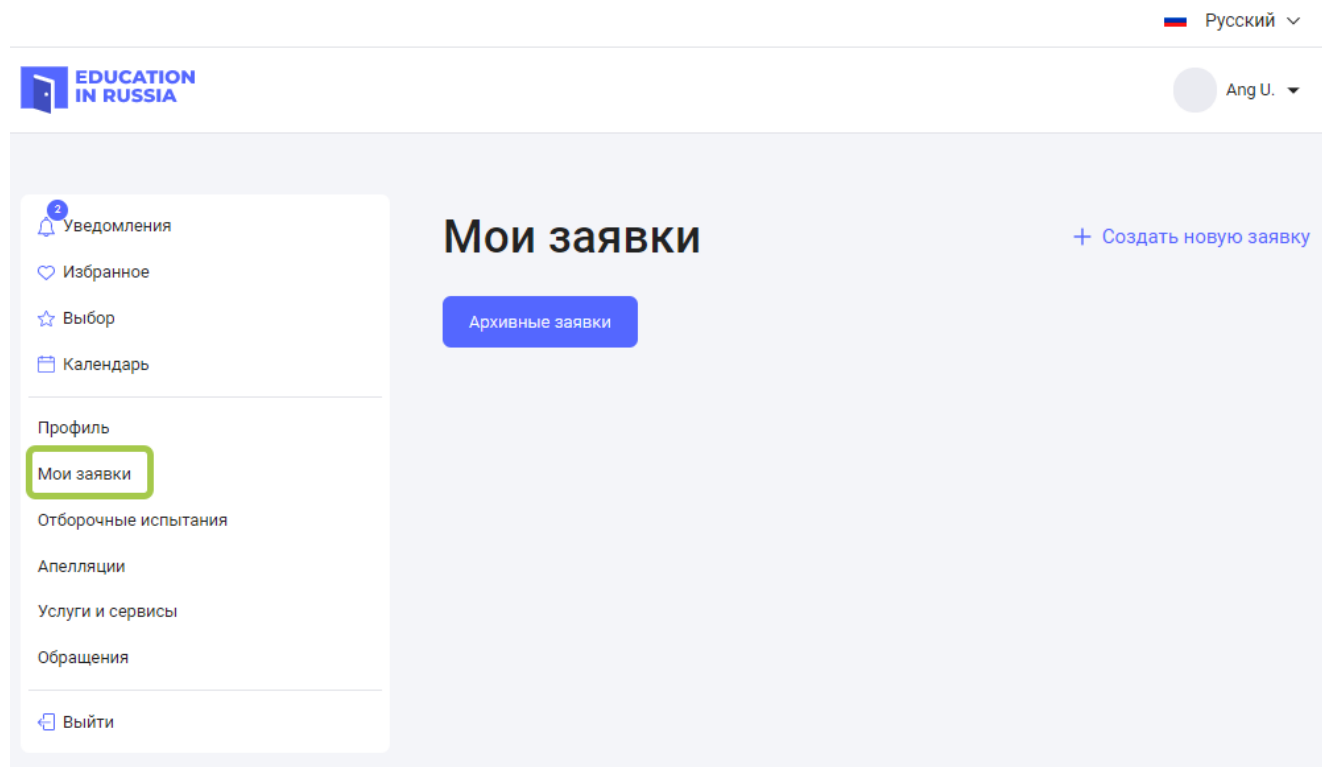 Русский
EDUCATION
IN RUSSIA
Ang U.
2
Уведомления
Избранное
Выбор
Календарь
Профиль
Мои заявки
Отборочные испытания
Апелляции
Услуги и сервисы
Обращения
Выйти
Мои заявки
+ Создать новую заявку
Архивные заявки